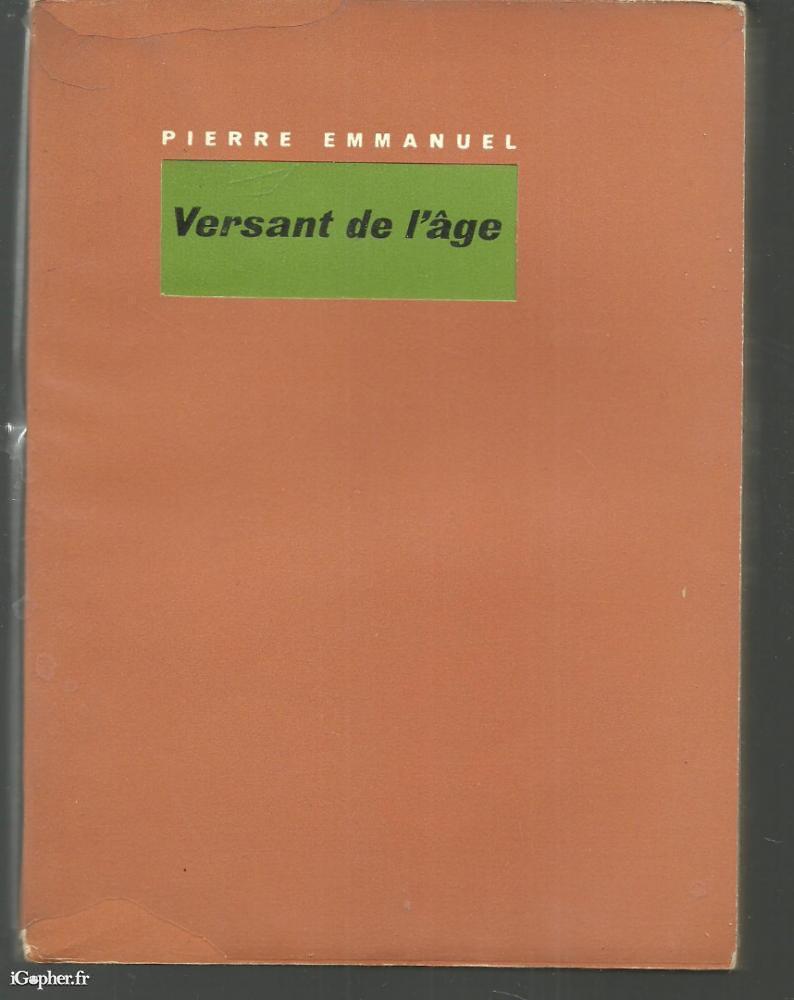 PIERRE EMMANUEL
Versant de l'âge
iGopher.fr